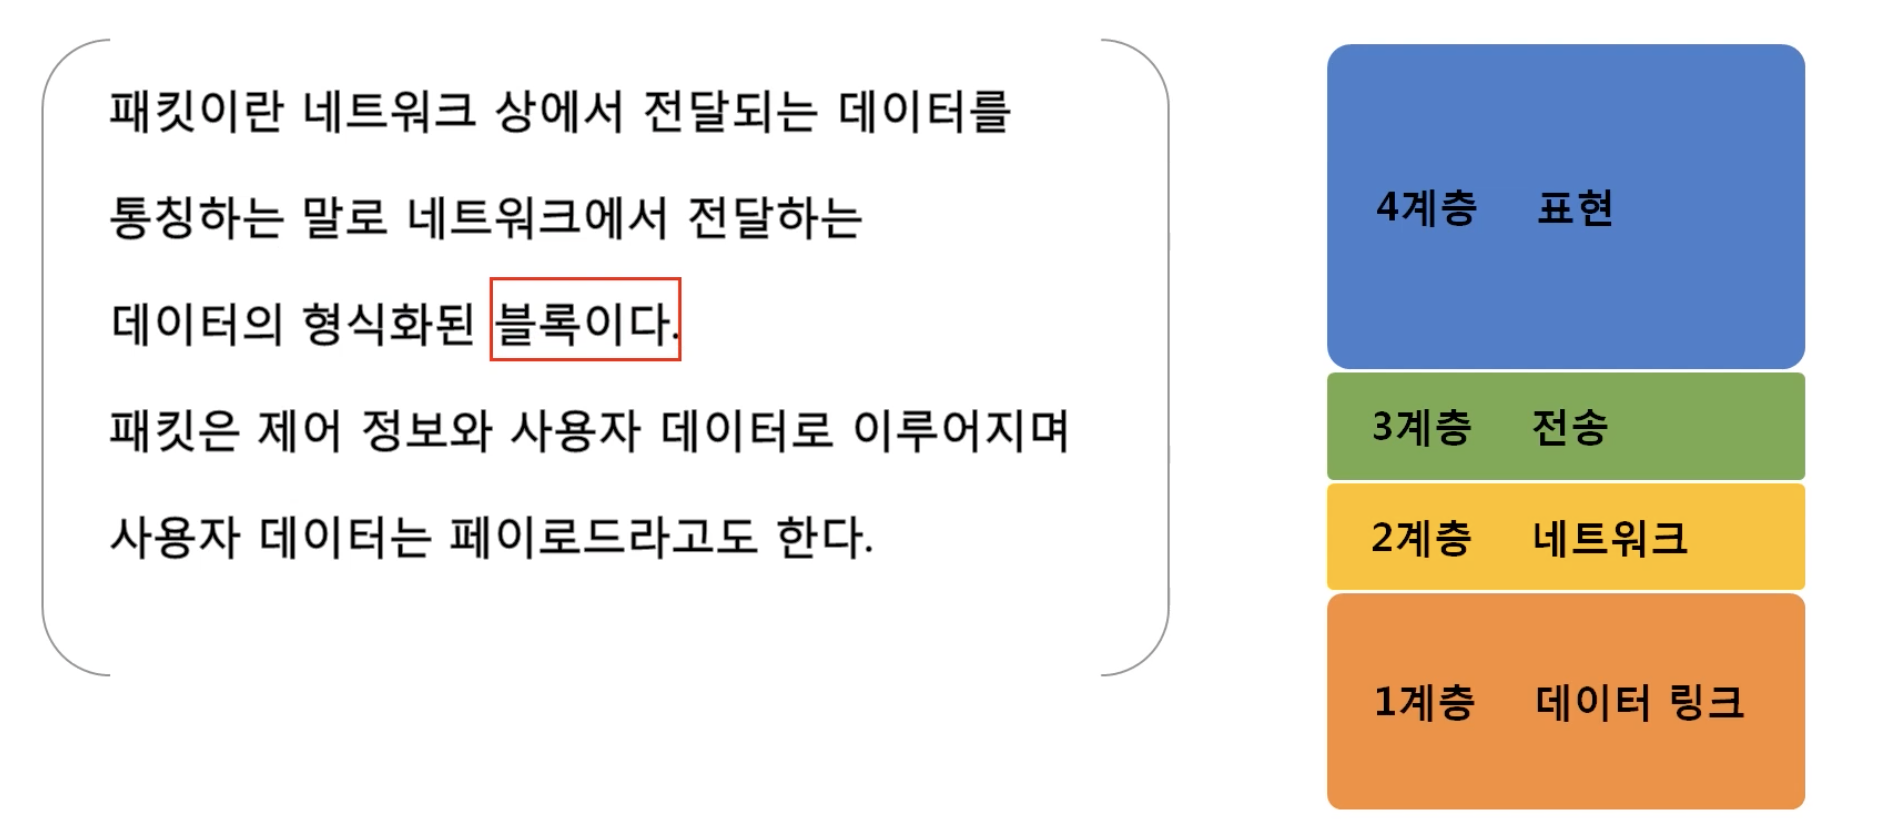 패킷이란 네트워크 상에서 전달되는 데이터를
통칭하는 말로 네트워크에서 전달하는
데이터의 형식화된 블록이다.
패킷은 제어 정보와 사용자 데이터로 이루어지며
사용자 데이터는 페이로드라고도 한다.
4계층 표현
3계층 전송
2계층 네트워크
1계층 데이터 링크